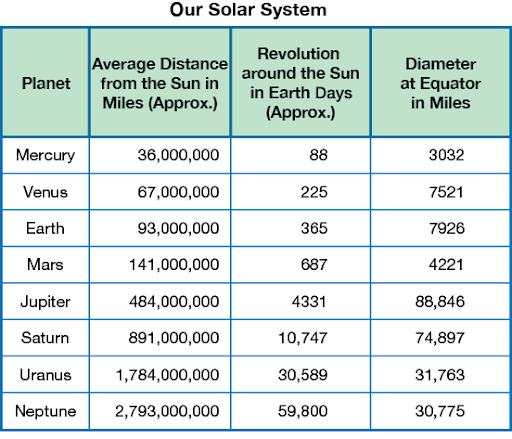 Our Solar System
Planet
Average Distance
from the Sun in
Miles (Approx.)
Revolution
around the Sun
in Earth Days
(Approx.)
Diameter
at Equator
in Miles
Mercury 36,000,000 88 3032
Venus 67,000,000 225 7521
Earth 93,000,000 365 7926
Mars 141,000,000 687 4221
Jupiter 484,000,000 4331 88,846
Saturn 891,000,000 10,747 74,897
Uranus 1,784,000,000 30,589 31,763
Neptune 2,793,000,000 59,800 30,775